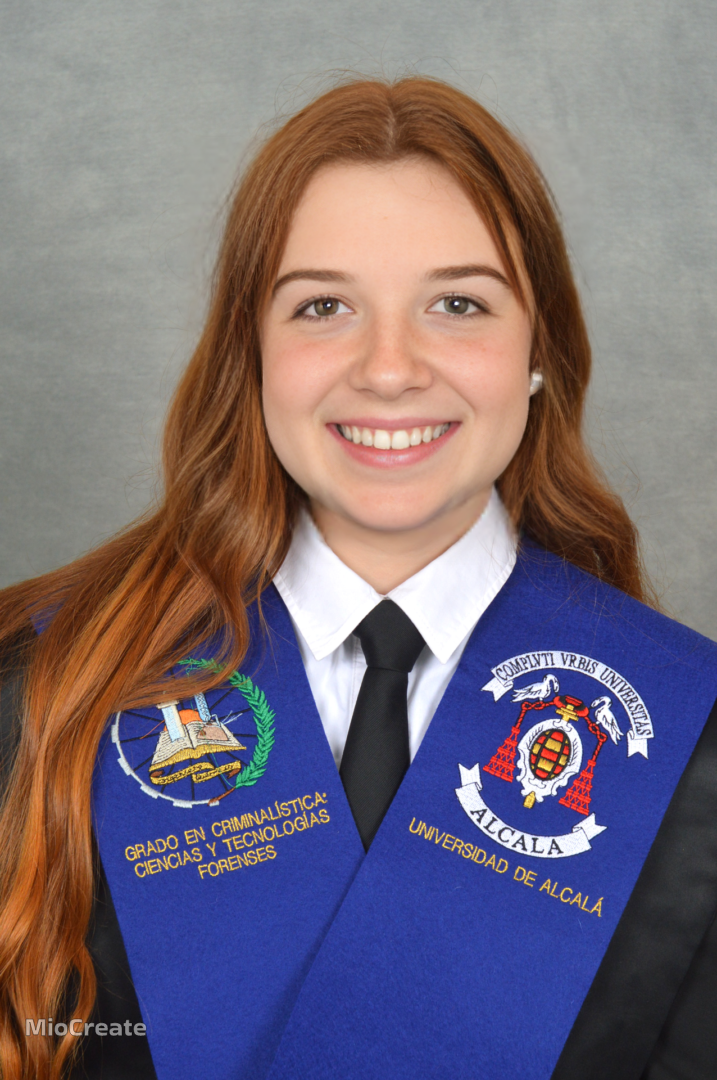 COMPLVTI VRBIS UNIVERSITAS
ALCALA
GRADO EN CRIMINALÍSTICA:
CIENCIAS Y TECNOLOGÍAS
FORENSES
UNIVERSIDAD DE ALCALÁ
MioCreate